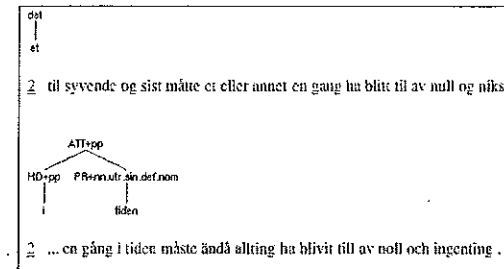 det
et
2 til syvende og sist måtte et eller annet en gang ha blitt til av null og niks
ATT+pp
HD+pp PR+nn.utr.sin.def.nom
i tiden
2 ... en gång i tiden måste ändå allting ha blivit till av noll och ingenting .